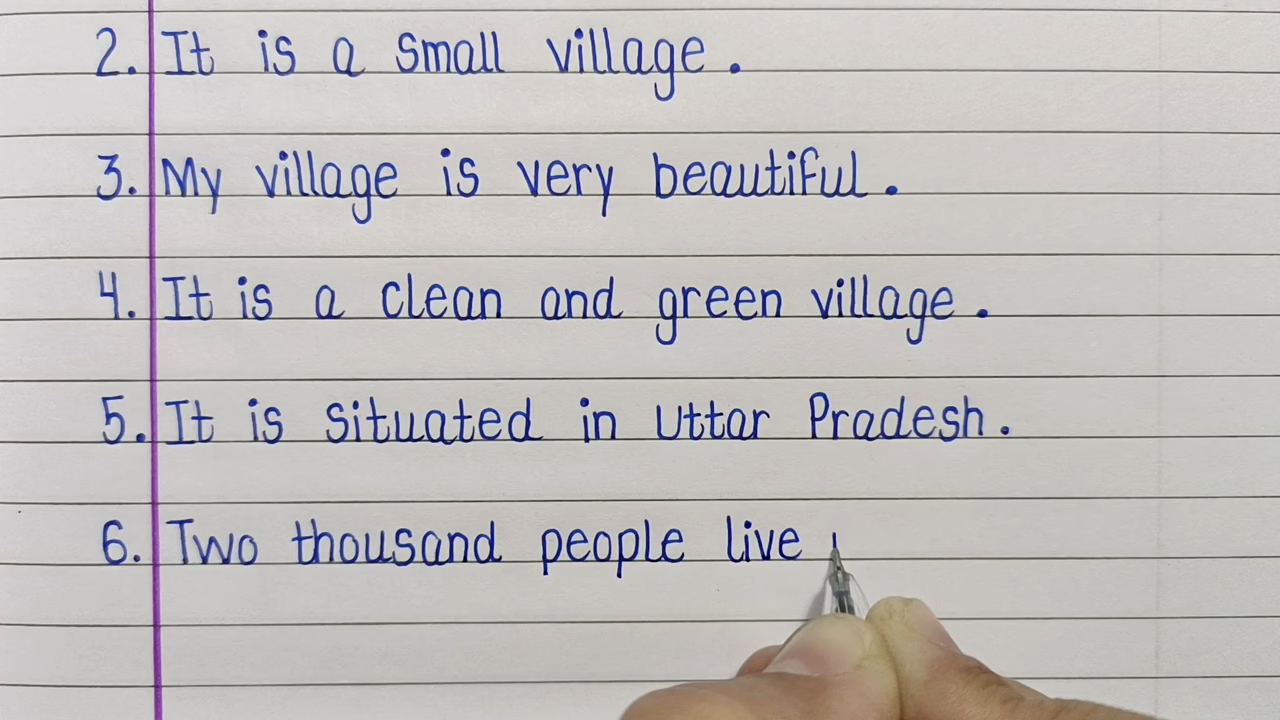 2. It is a small village.
3. My village is very beautiful.
4. It is a clean and green village.
5. It is situated in Uttar Pradesh.
6. Two thousand people live